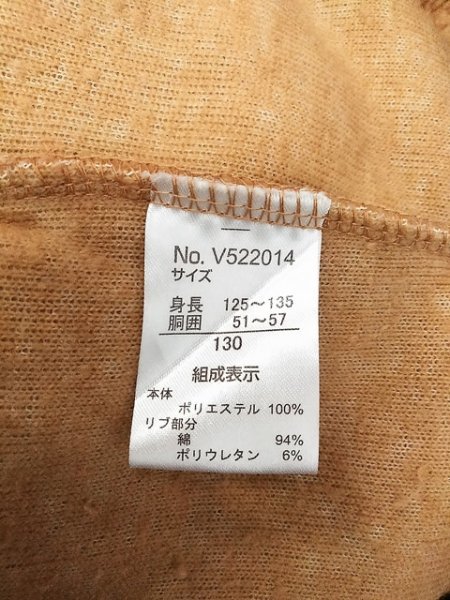 No. V522014
サイズ
身長 125～135
胴囲 51～57
130
組成表示
本体
ポリエステル 100%
リブ部分
綿 94%
ポリウレタン 6%